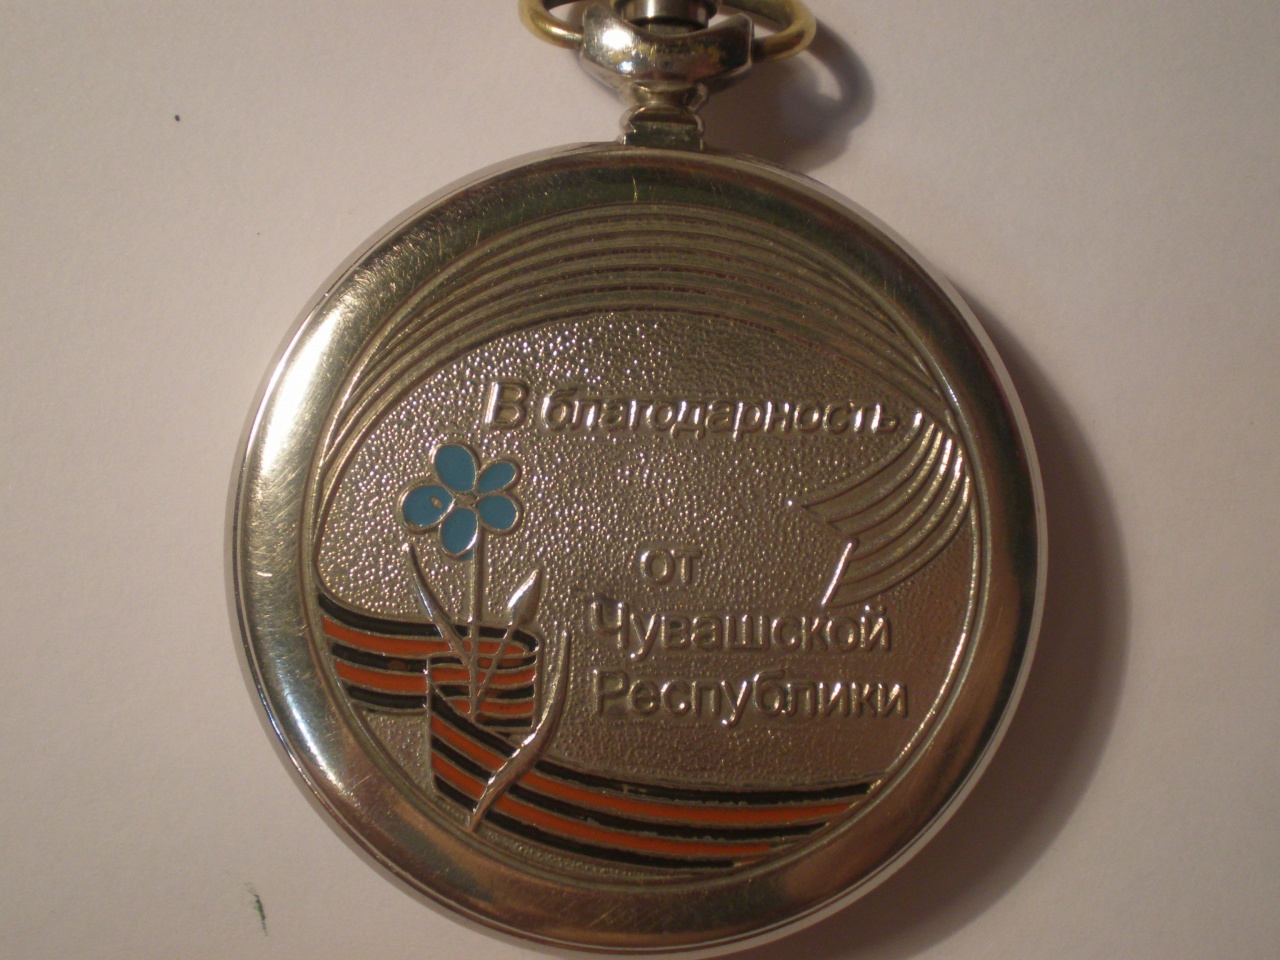 В благодарность
от
Чувашской
Республики